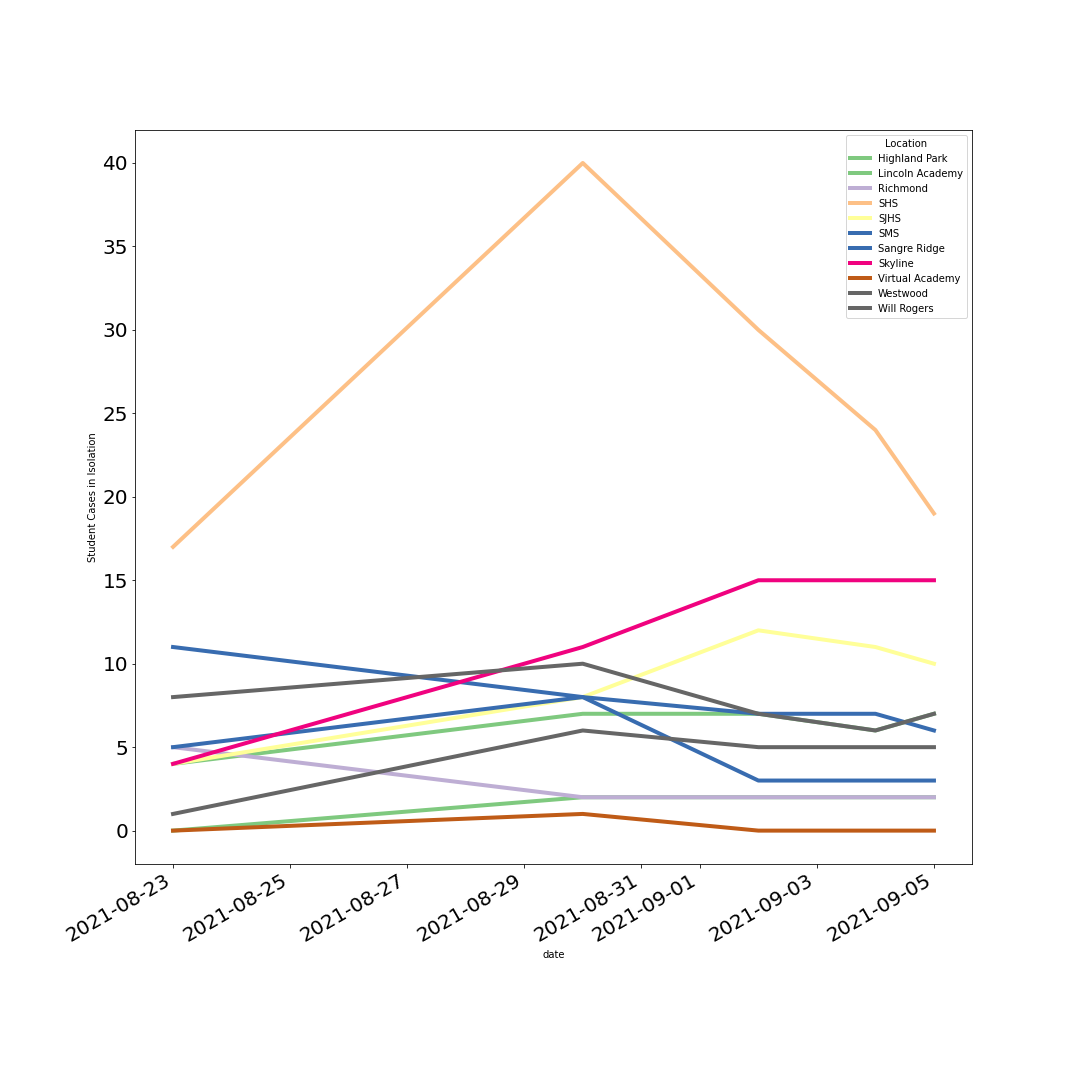 40
35
30
25
20
15
10
5
0
Student Cases in Isolation
Location
Highland Park
Lincoln Academy
Richmond
SHS
SJHS
SMS
Sangre Ridge
Skyline
Virtual Academy
Westwood
Will Rogers
2021-08-23
2021-08-25
2021-08-27
2021-08-29
2021-08-31
2021-09-01
2021-09-03
2021-09-05
date